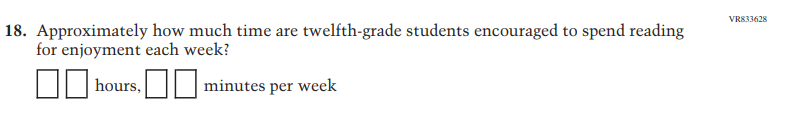 VR833628
18. Approximately how much time are twelfth-grade students encouraged to spend reading
for enjoyment each week?
hours, minutes per week